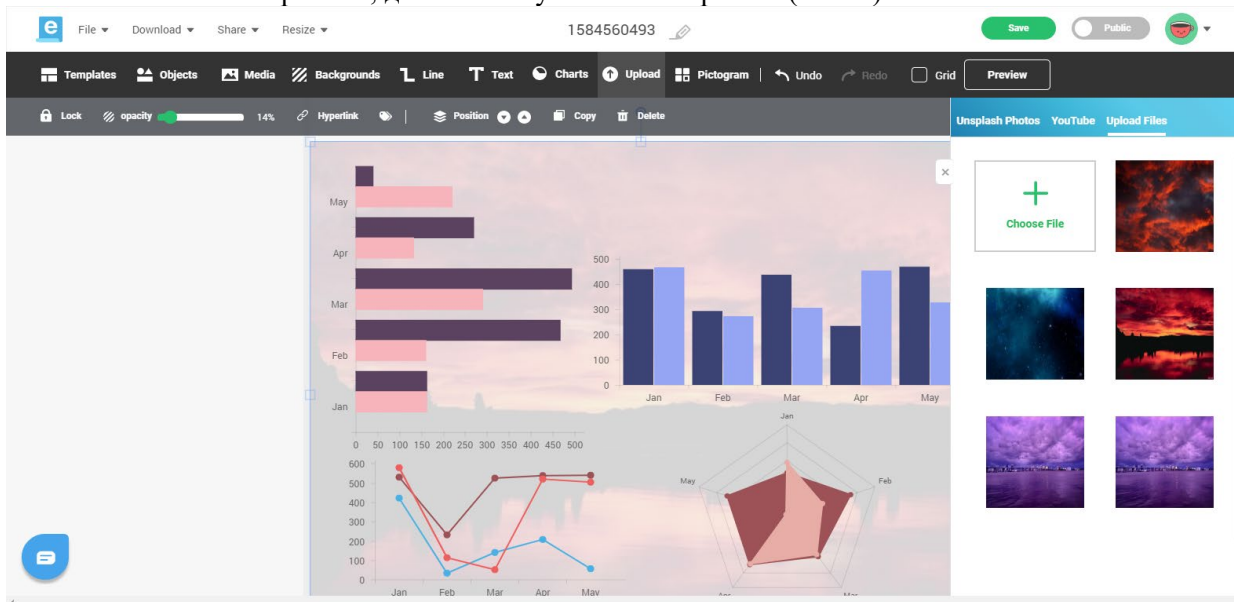 e File Download Share Resize 1584560493 Save Public
Templates Objects Media Backgrounds Line Text Charts Upload Pictogram | Undo Redo Grid Preview
Lock opacity 14% Hyperlink | Position Copy Delete
Unsplash Photos YouTube Upload Files
Choose File
May
Apr
Mar
Feb
Jan
0 50 100 150 200 250 300 350 400 450 500
500
400
300
200
100
0
Jan Feb Mar Apr May
600
500
400
300
200
100
0
Jan Feb Mar Apr May
Jan
May Feb
Apr Mar